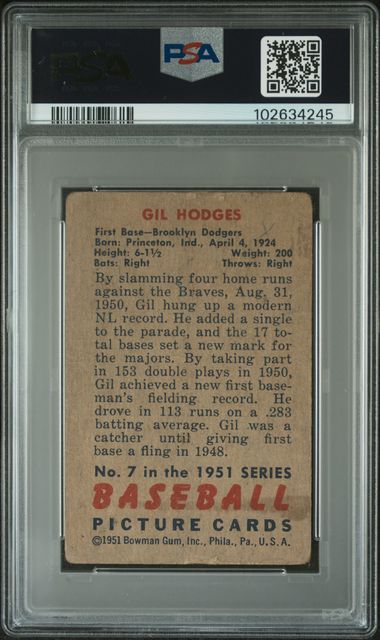 PSA
PSA
102634245
GIL HODGES
First Base—Brooklyn Dodgers
Born: Princeton, Ind., April 4, 1924
Height: 6-1½ Weight: 200
Bats: Right Throws: Right
By slamming four home runs
against the Braves, Aug. 31,
1950, Gil hung up a modern
NL record. He added a single
to the parade, and the 17 to-
tal bases set a new mark for
the majors. By taking part
in 153 double plays in 1950,
Gil achieved a new first base-
man's fielding record. He
drove in 113 runs on a .283
batting average. Gil was a
catcher until giving first
base a fling in 1948.
No. 7 in the 1951 SERIES
BASEBALL
PICTURE CARDS
©1951 Bowman Gum, Inc., Phila., Pa., U.S.A.